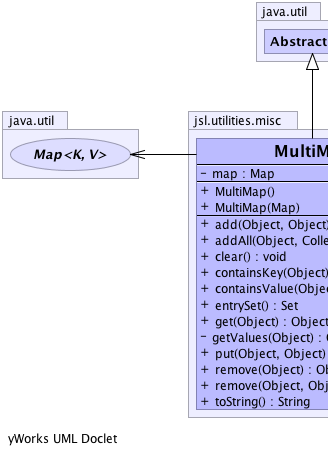 java.util
Abstract
java.util
Map<K, V>
jsl.utilities.misc
MultiM
− map : Map
+ MultiMap()
+ MultiMap(Map)
+ add(Object, Object)
+ addAll(Object, Colle
+ clear() : void
+ containsKey(Object)
+ containsValue(Objec
+ entrySet() : Set
+ get(Object) : Object
− getValues(Object) : C
+ put(Object, Object)
+ remove(Object) : Ob
+ remove(Object, Obj
+ toString() : String
yWorks UML Doclet